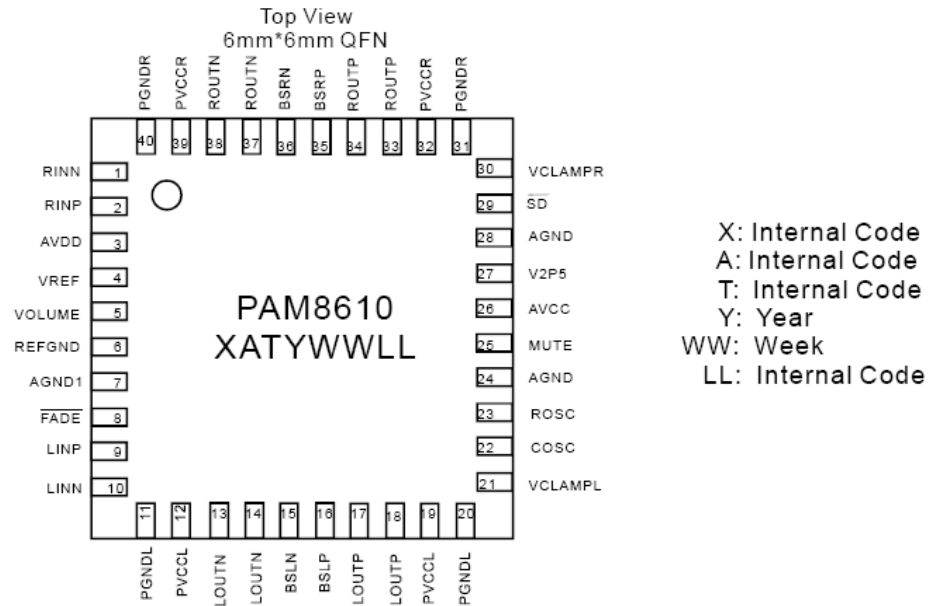 Top View
6mm*6mm QFN
PGNDR PVCCR ROUTN ROUTN BSRN BSRP ROUTP ROUTP PVCCR PGNDR
40 39 38 37 36 35 34 33 32 31
RINN 1
RINP 2
AVDD 3
VREF 4
VOLUME 5
REFGND 6
AGND1 7
FADE 8
LINP 9
LINN 10
PAM8610
XATYWWLL
30 VCLAMPR
29 SD
28 AGND
27 V2P5
26 AVCC
25 MUTE
24 AGND
23 ROSC
22 COSC
21 VCLAMPL
11 12 13 14 15 16 17 18 19 20
PGNDL PVCCL LOUTN LOUTN BSLN BSLP LOUTP LOUTP PVCCL PGNDL
X: Internal Code
A: Internal Code
T: Internal Code
Y: Year
WW: Week
LL: Internal Code